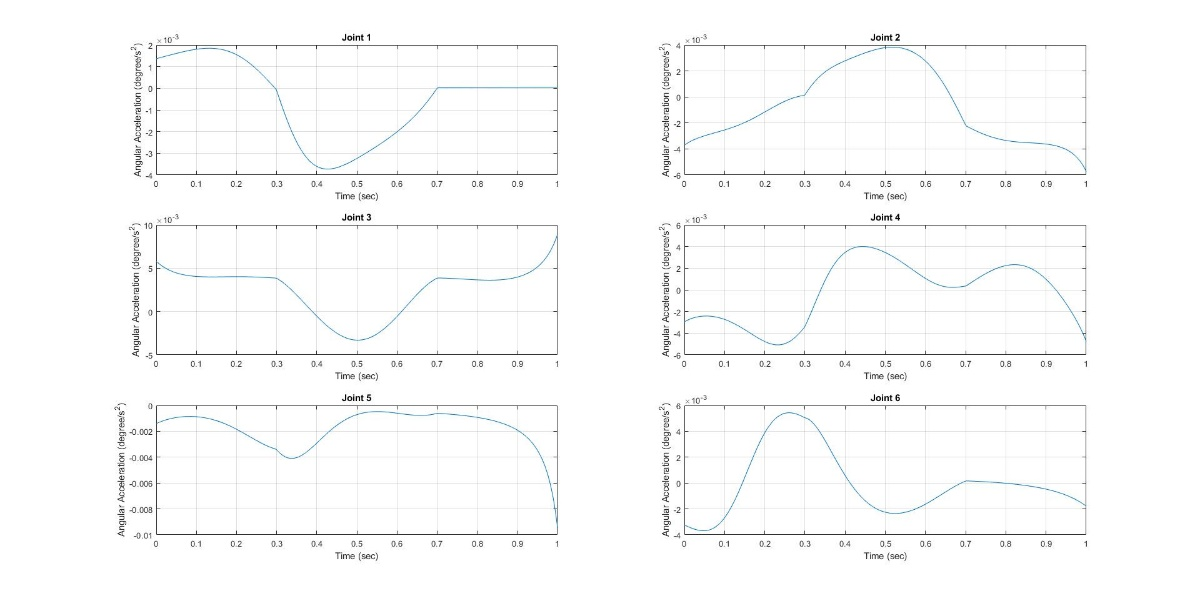 Joint 1
×10⁻³
Angular Acceleration (degree/s²)
2
1
0
-1
-2
-3
-4
0 0.1 0.2 0.3 0.4 0.5 0.6 0.7 0.8 0.9 1
Time (sec)
Joint 2
×10⁻³
Angular Acceleration (degree/s²)
4
2
0
-2
-4
-6
0 0.1 0.2 0.3 0.4 0.5 0.6 0.7 0.8 0.9 1
Time (sec)
Joint 3
×10⁻³
Angular Acceleration (degree/s²)
10
5
0
-5
0 0.1 0.2 0.3 0.4 0.5 0.6 0.7 0.8 0.9 1
Time (sec)
Joint 4
×10⁻³
Angular Acceleration (degree/s²)
6
4
2
0
-2
-4
-6
0 0.1 0.2 0.3 0.4 0.5 0.6 0.7 0.8 0.9 1
Time (sec)
Joint 5
Angular Acceleration (degree/s²)
0
-0.002
-0.004
-0.006
-0.008
-0.01
0 0.1 0.2 0.3 0.4 0.5 0.6 0.7 0.8 0.9 1
Time (sec)
Joint 6
×10⁻³
Angular Acceleration (degree/s²)
6
4
2
0
-2
-4
0 0.1 0.2 0.3 0.4 0.5 0.6 0.7 0.8 0.9 1
Time (sec)